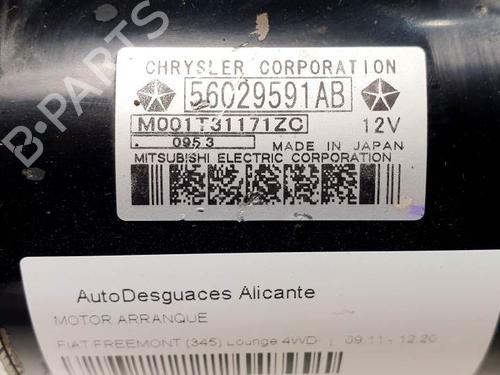 CHRYSLER CORPORATION
56029591AB
M001T31171ZC 12V
0953 MADE IN JAPAN
MITSUBISHI ELECTRIC CORPORATION
AutoDesguaces Alicante
MOTOR ARRANQUE
FIAT FREEMONT (345) Lounge 4WD | 09.11 - 12.20
B-PARTS